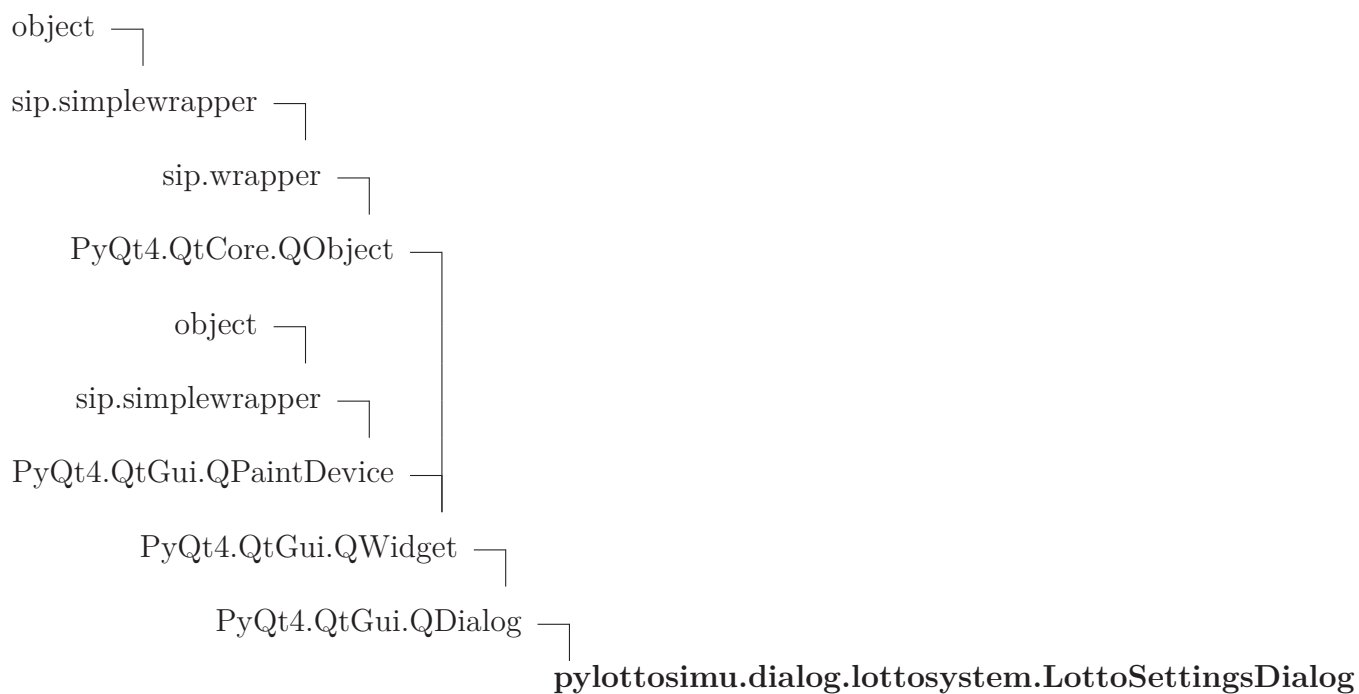 object
sip.simplewrapper
sip.wrapper
PyQt4.QtCore.QObject
object
sip.simplewrapper
PyQt4.QtGui.QPaintDevice
PyQt4.QtGui.QWidget
PyQt4.QtGui.QDialog
pylottosimu.dialog.lottosystem.LottoSettingsDialog